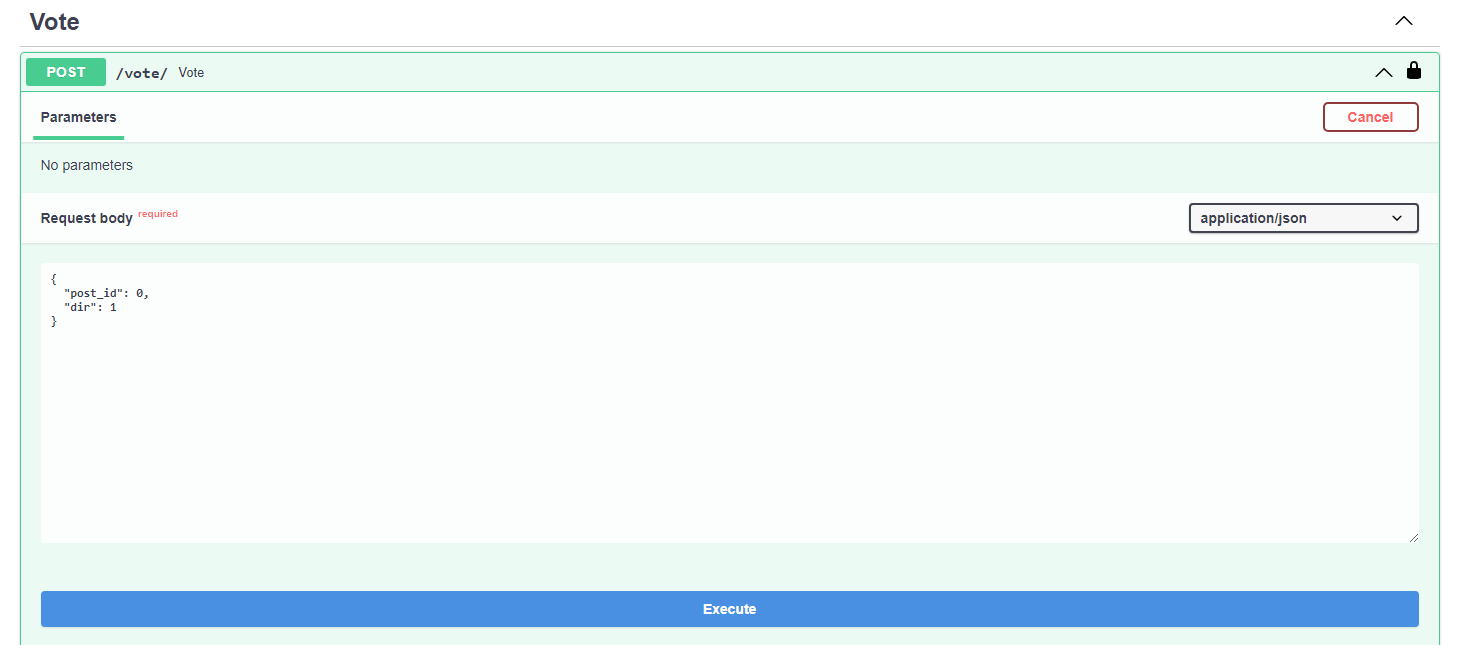 Vote
POST /vote/ Vote
Parameters Cancel
No parameters
Request body required application/json
{
  "post_id": 0,
  "dir": 1
}
Execute